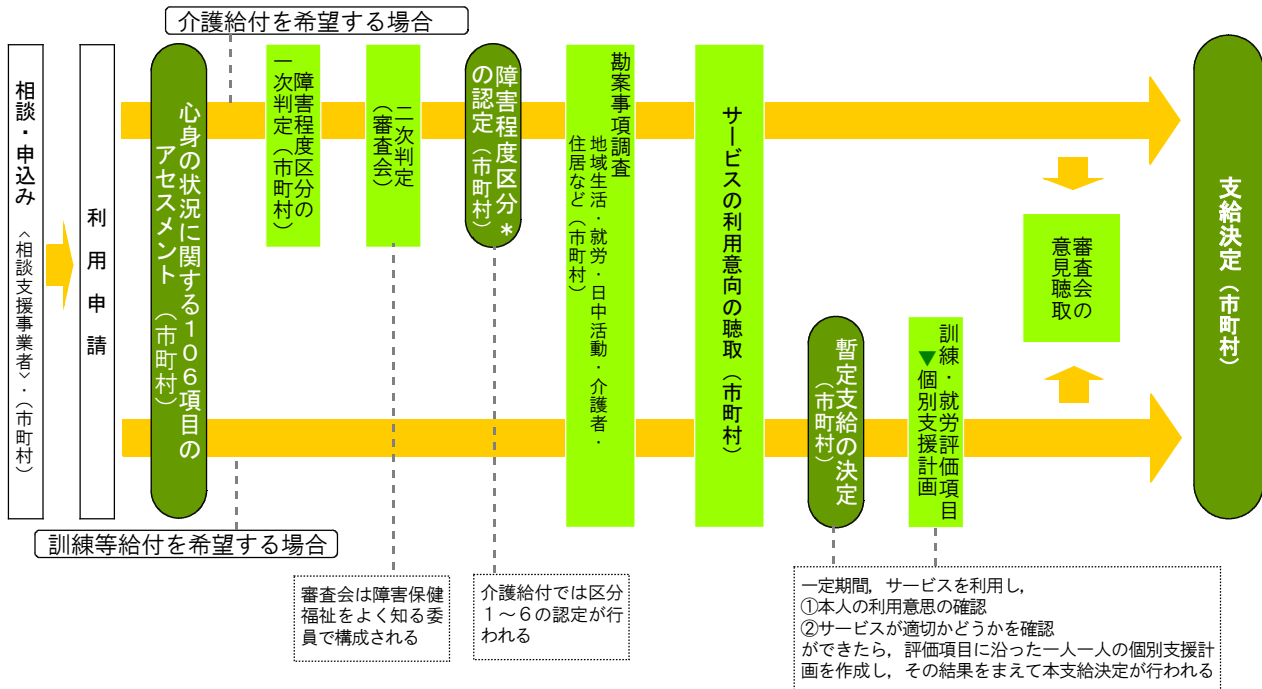 介護給付を希望する場合
相談・申込み〈相談支援事業者〉・（市町村）
利用申請
心身の状況に関する１０６項目の
アセスメント（市町村）
障害程度区分の
一次判定（市町村）
二次判定
（審査会）
障害程度区分＊
の認定（市町村）
勘案事項調査
地域生活・就労・日中活動・介護者・
住居など（市町村）
サービスの利用意向の聴取（市町村）
暫定支給の決定
（市町村）
訓練・就労評価項目
▼個別支援計画
審査会の
意見聴取
支給決定（市町村）
訓練等給付を希望する場合
審査会は障害保健
福祉をよく知る委
員で構成される
介護給付では区分
１～６の認定が行
われる
一定期間，サービスを利用し，
①本人の利用意思の確認
②サービスが適切かどうかを確認
ができたら，評価項目に沿った一人一人の個別支援計
画を作成し，その結果をまえて本支給決定が行われる